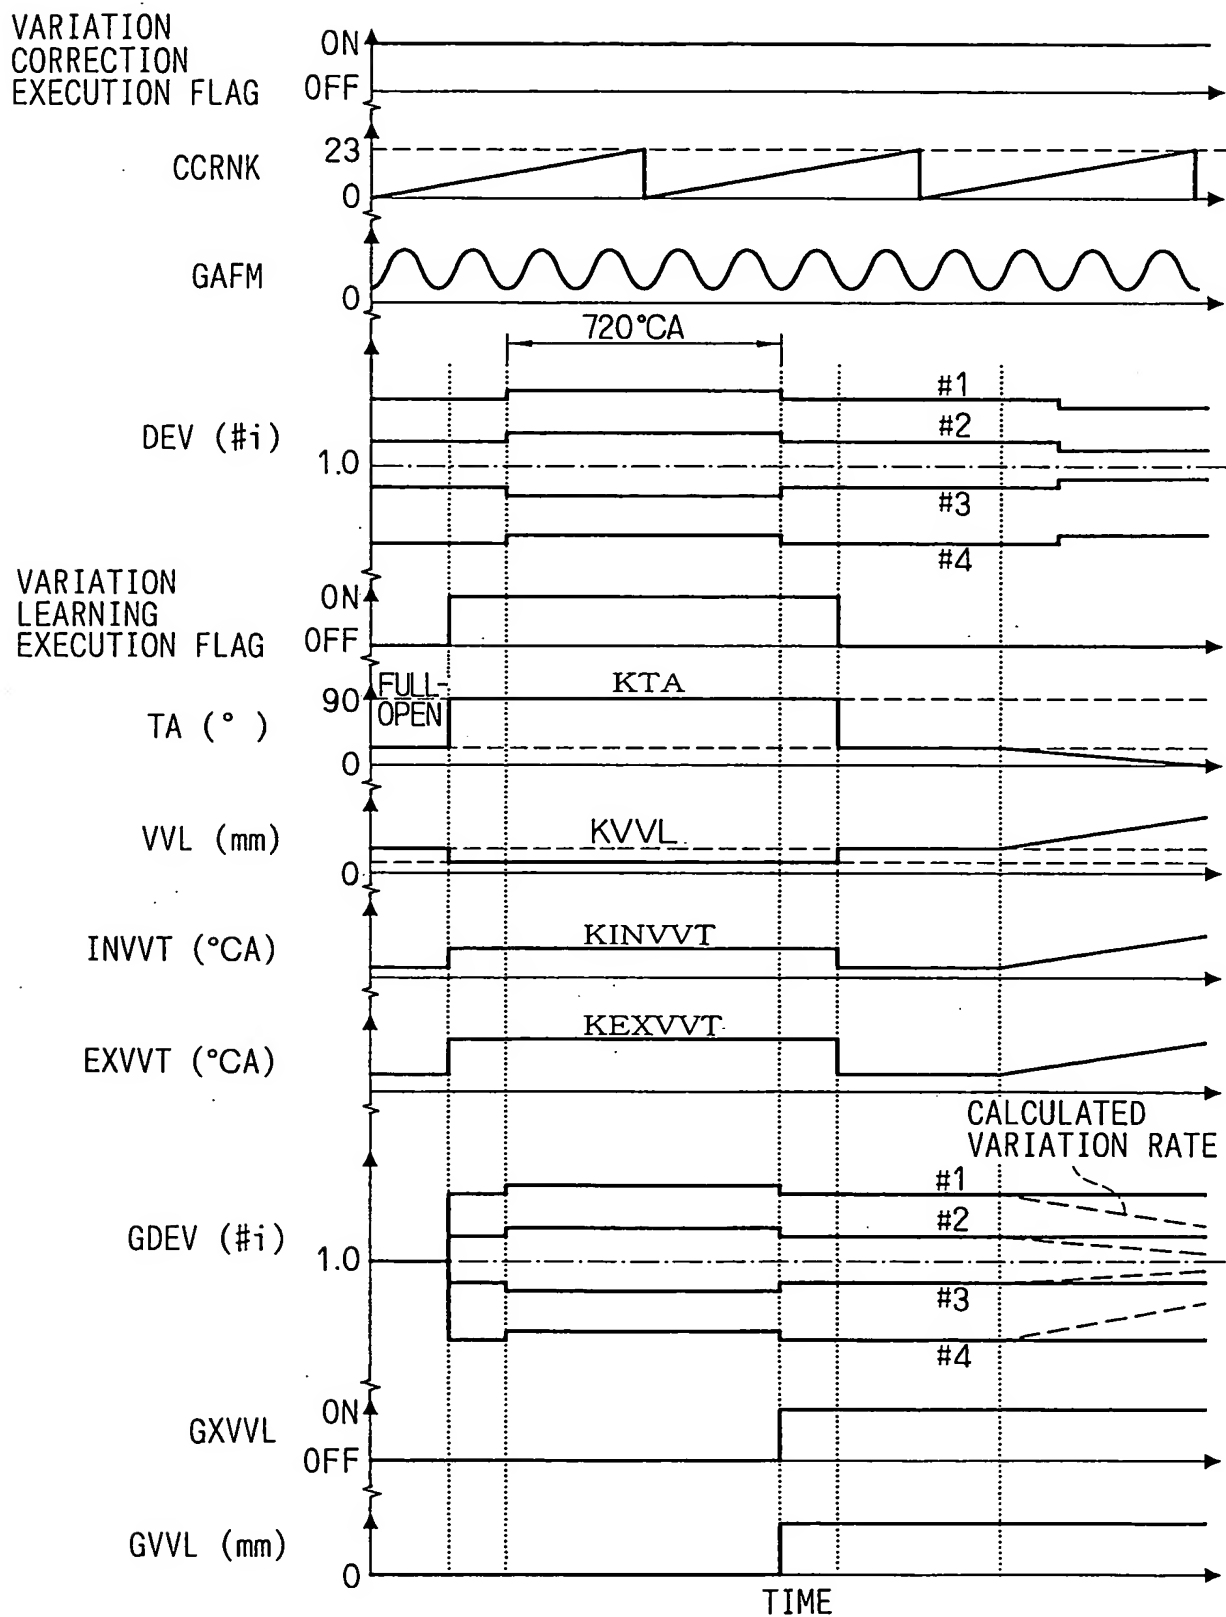 VARIATION
CORRECTION
EXECUTION FLAG
ON
OFF
CCRNK
23
0
GAFM
0
720°CA
DEV (#i)
1.0
#1
#2
#3
#4
VARIATION
LEARNING
EXECUTION FLAG
ON
OFF
TA (° )
90
0
FULL-
OPEN
KTA
VVL (mm)
0
KVVL
INVVT (°CA)
KINVVT
EXVVT (°CA)
KEXVVT
CALCULATED
VARIATION RATE
GDEV (#i)
1.0
#1
#2
#3
#4
GXVVL
ON
OFF
GVVL (mm)
0
TIME